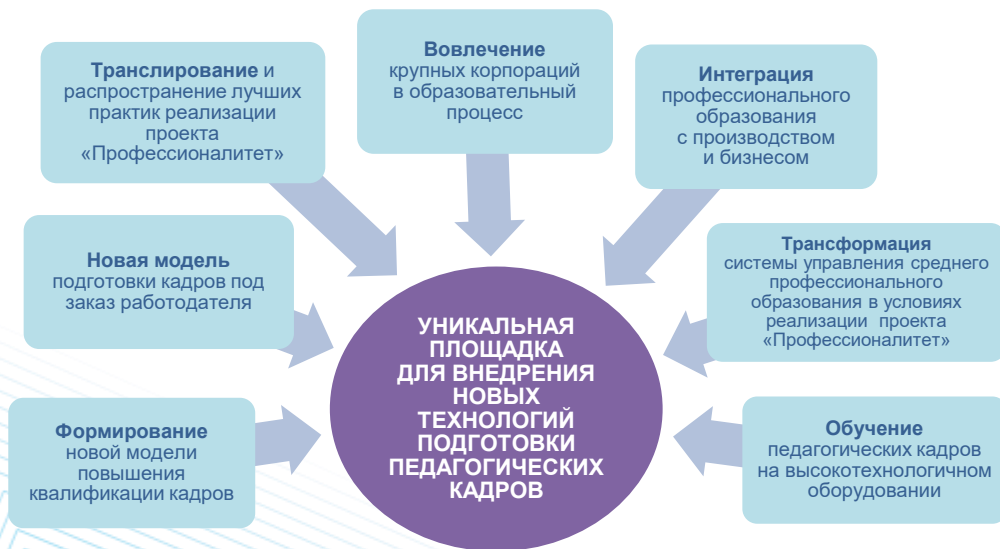 Транслирование и
распространение лучших
практик реализации
проекта
«Профессионалитет»
Вовлечение
крупных корпораций
в образовательный
процесс
Интеграция
профессионального
образования
с производством
и бизнесом
Новая модель
подготовки кадров под
заказ работодателя
Трансформация
системы управления среднего
профессионального
образования в условиях
реализации проекта
«Профессионалитет»
УНИКАЛЬНАЯ
ПЛОЩАДКА
ДЛЯ ВНЕДРЕНИЯ
НОВЫХ
ТЕХНОЛОГИЙ
ПОДГОТОВКИ
ПЕДАГОГИЧЕСКИХ
КАДРОВ
Формирование
новой модели
повышения
квалификации кадров
Обучение
педагогических кадров
на высокотехнологичном
оборудовании